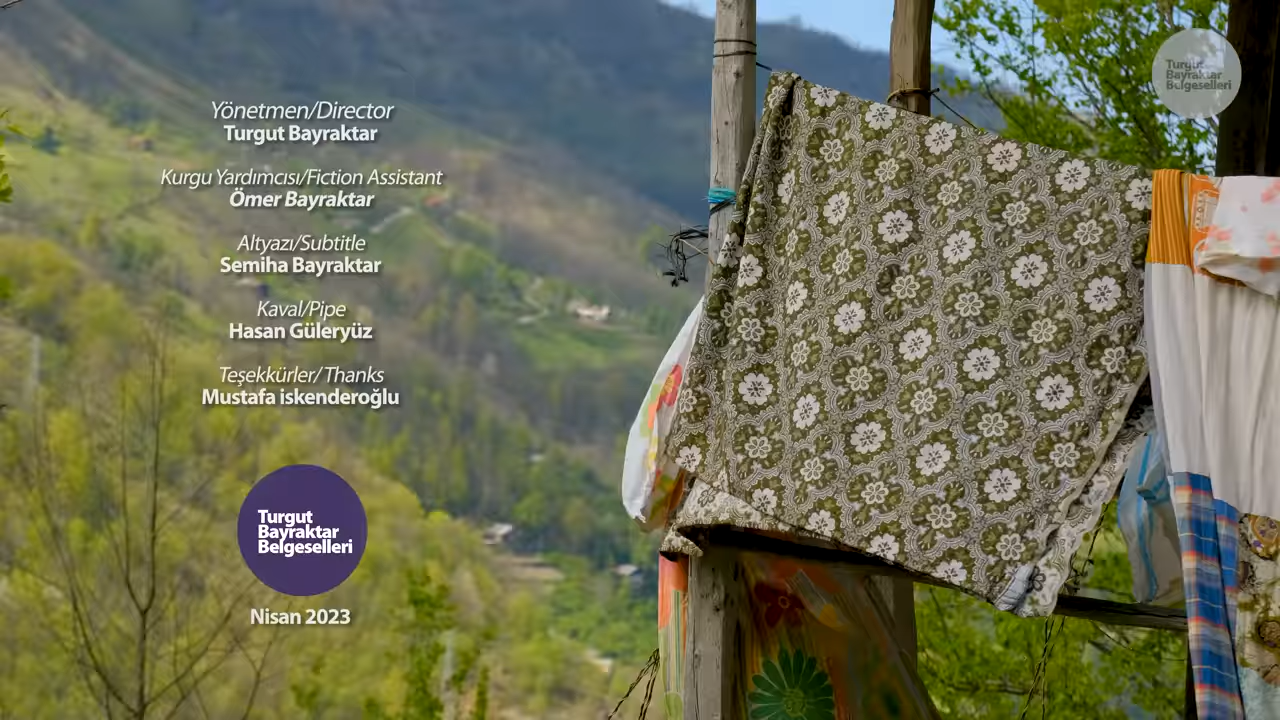 Yönetmen/Director
Turgut Bayraktar
Kurgu Yardımcısı/Fiction Assistant
Ömer Bayraktar
Altyazı/Subtitle
Semiha Bayraktar
Kaval/Pipe
Hasan Güleryüz
Teşekkürler/Thanks
Mustafa iskenderoğlu
Turgut
Bayraktar
Belgeselleri
Nisan 2023
Turgut
Bayraktar
Belgeselleri